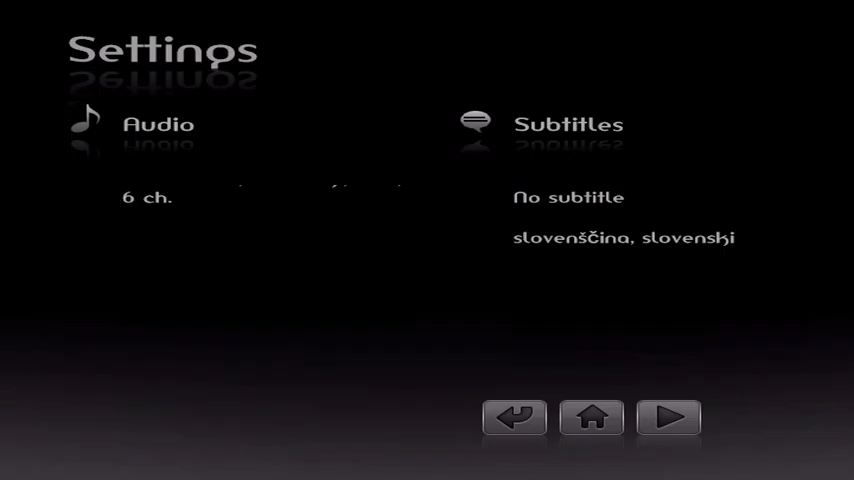 Settings
Audio
Subtitles
6 ch.
No subtitle
slovenščina, slovenski